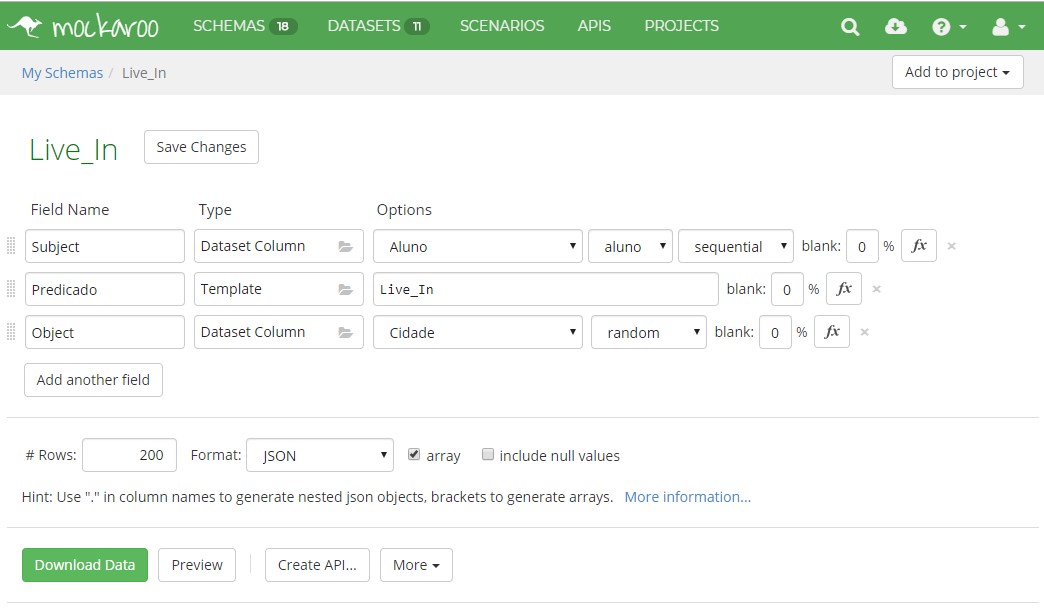 mockaroo SCHEMAS 18 DATASETS 11 SCENARIOS APIS PROJECTS ?
My Schemas / Live_In Add to project
Live_In Save Changes
Field Name Type Options
Subject Dataset Column Aluno aluno sequential blank: 0 % fx ×
Predicado Template Live_In blank: 0 % fx ×
Object Dataset Column Cidade random blank: 0 % fx ×
Add another field
# Rows: 200 Format: JSON array include null values
Hint: Use "." in column names to generate nested json objects, brackets to generate arrays. More information...
Download Data Preview Create API... More